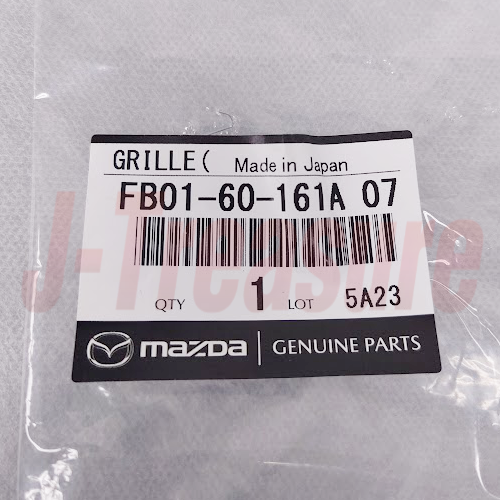 GRILLE( Made in Japan
FB01-60-161A 07
QTY 1 LOT 5A23
mazda GENUINE PARTS
J-Treasure